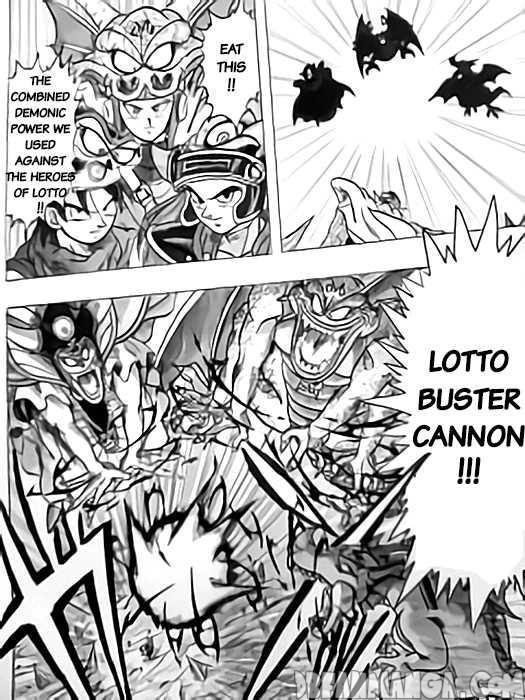 EAT
THIS !!
THE
COMBINED
DEMONIC
POWER WE
USED
AGAINST
THE HEROES
OF LOTTO
!!
LOTTO
BUSTER
CANNON
!!!